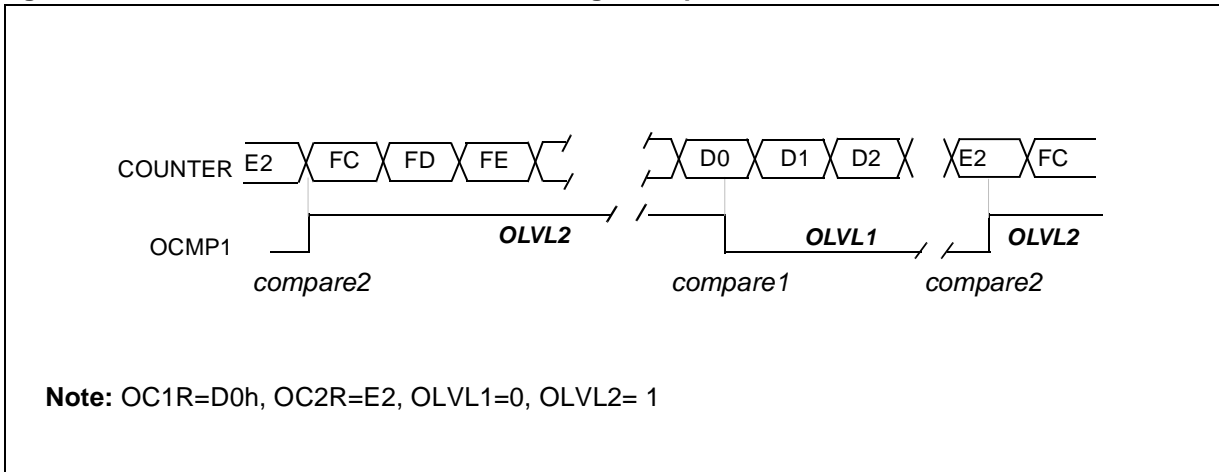 COUNTER E2 FC FD FE D0 D1 D2 E2 FC
OCMP1 OLVL2 OLVL1 OLVL2
compare2 compare1 compare2
Note: OC1R=D0h, OC2R=E2, OLVL1=0, OLVL2= 1